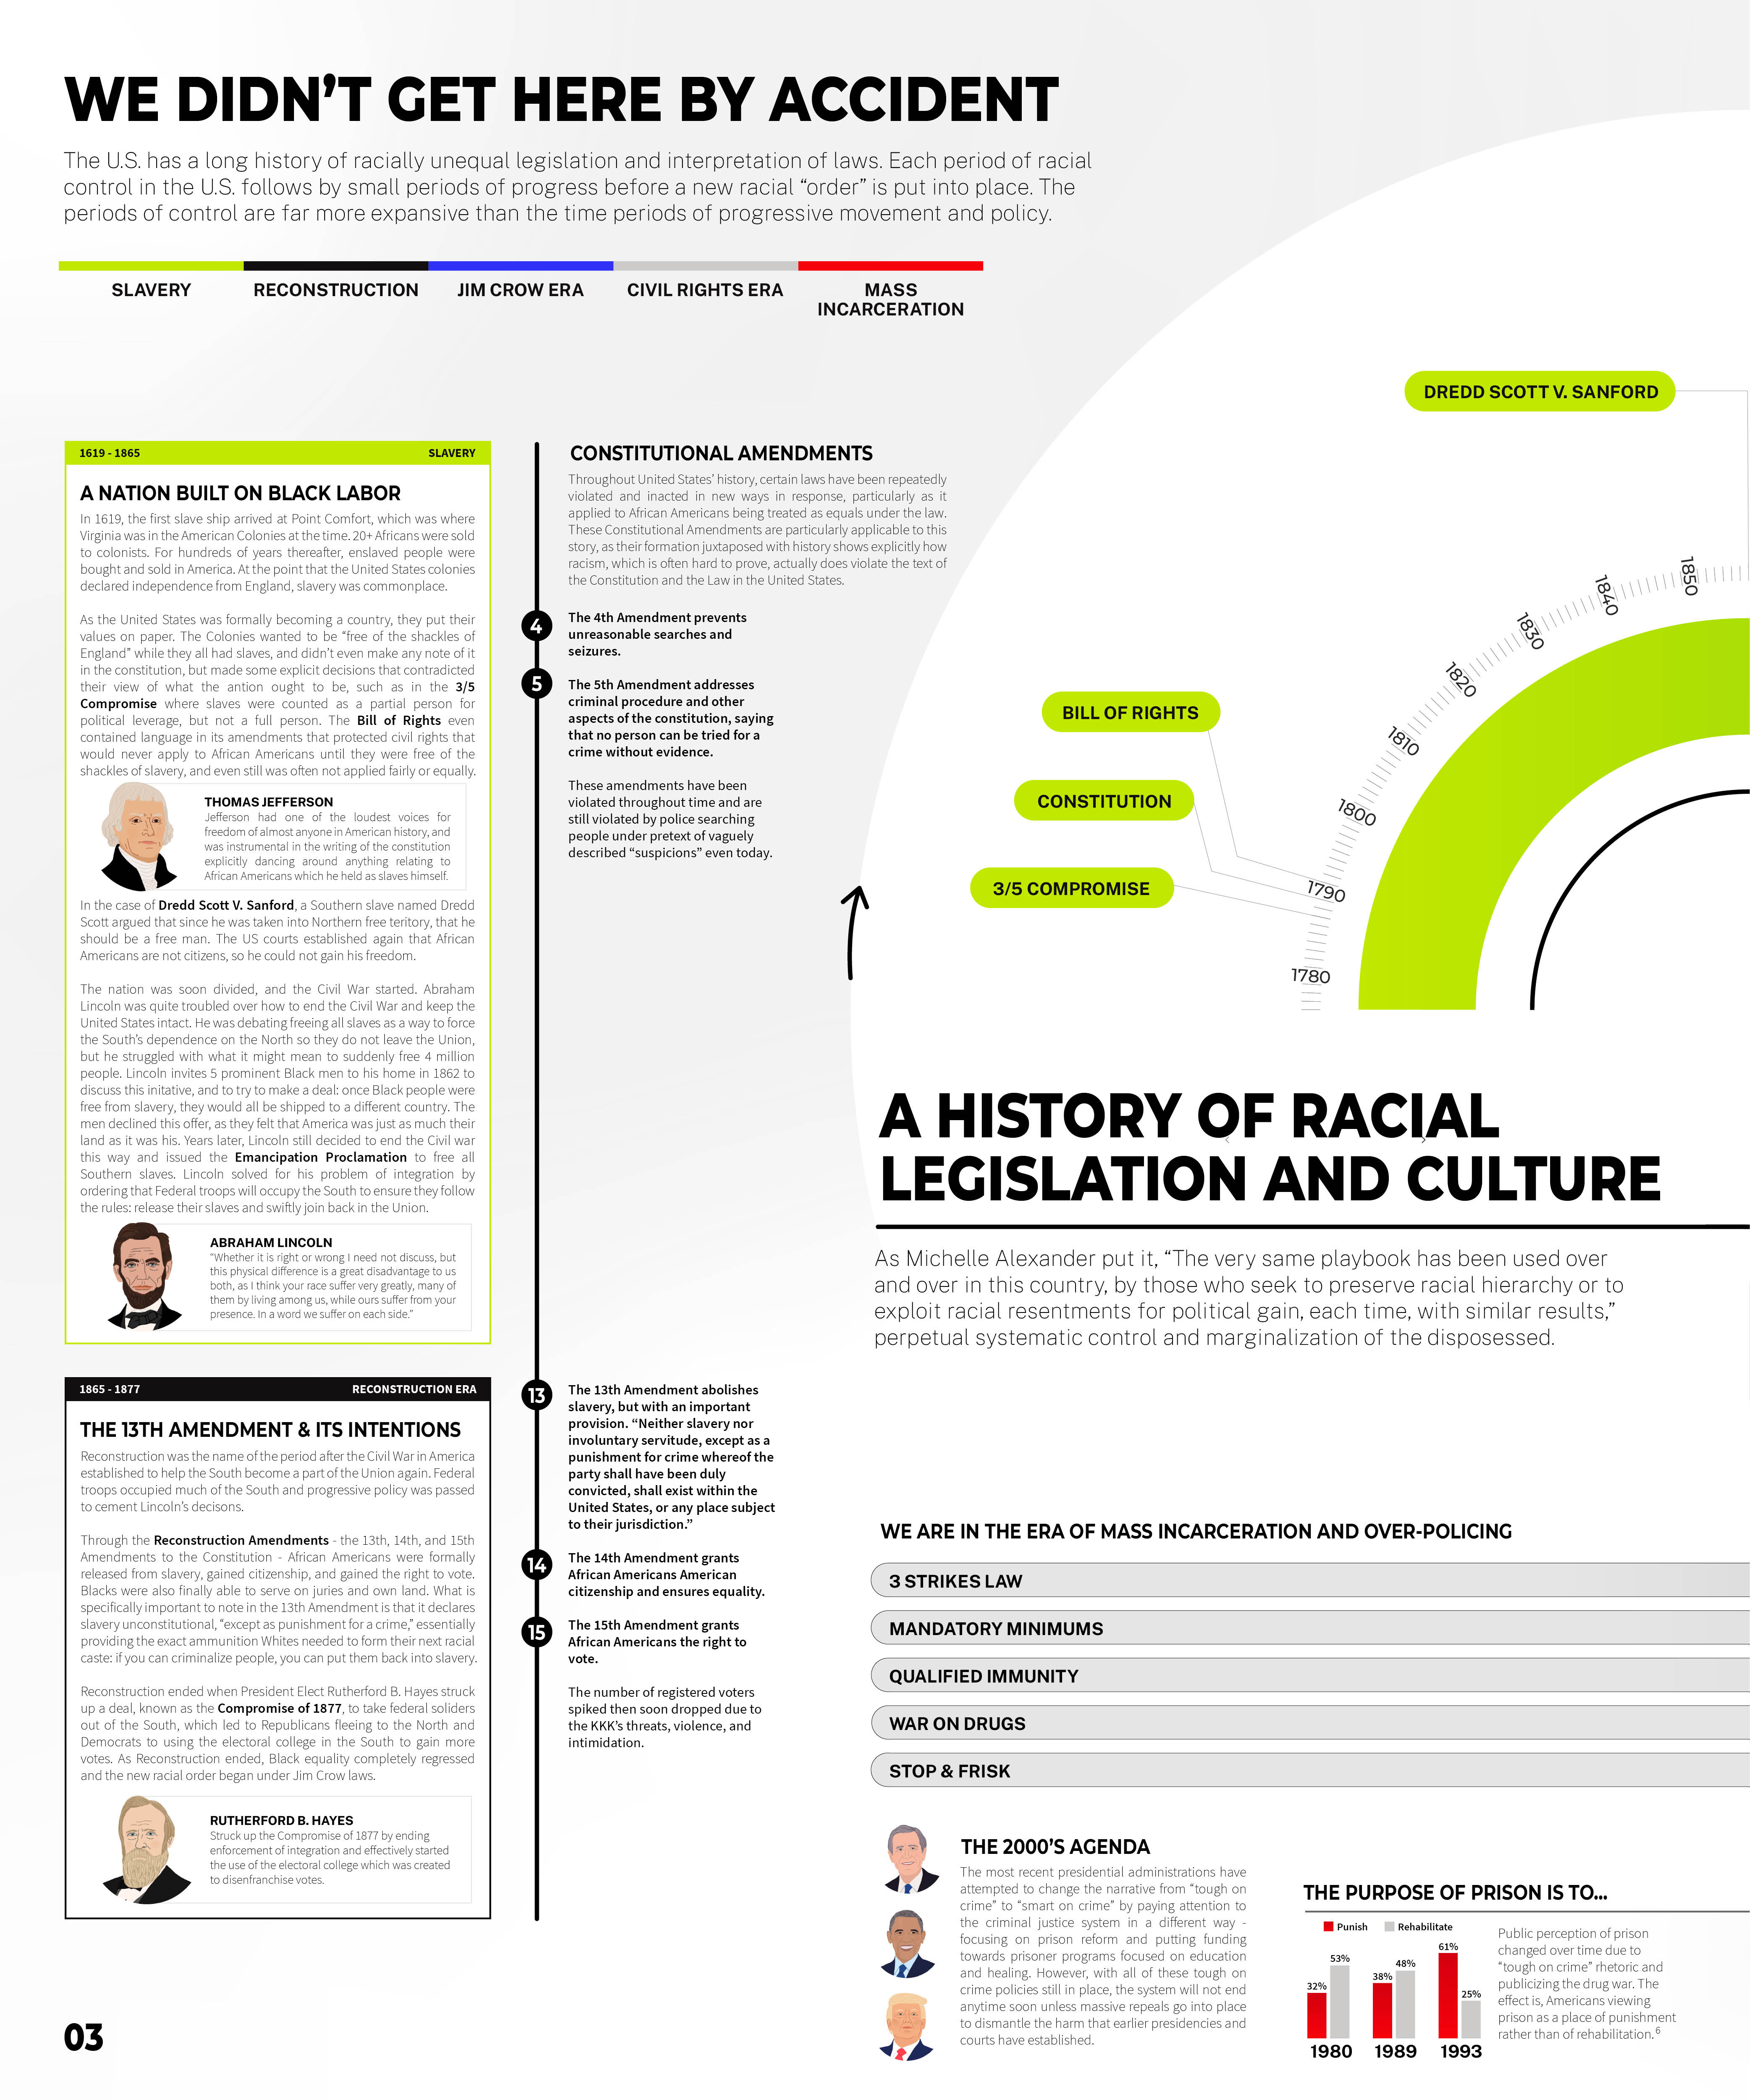 WE DIDN'T GET HERE BY ACCIDENT
The U.S. has a long history of racially unequal legislation and interpretation of laws. Each period of racial
control in the U.S. follows by small periods of progress before a new racial “order” is put into place. The
periods of control are far more expansive than the time periods of progressive movement and policy.
SLAVERY
RECONSTRUCTION
JIM CROW ERA
CIVIL RIGHTS ERA
MASS
INCARCERATION
1619 - 1865
SLAVERY
A NATION BUILT ON BLACK LABOR
In 1619, the first slave ship arrived at Point Comfort, which was where
Virginia was in the American Colonies at the time. 20+ Africans were sold
to colonists. For hundreds of years thereafter, enslaved people were
bought and sold in America. At the point that the United States colonies
declared independence from England, slavery was commonplace.
As the United States was formally becoming a country, they put their
values on paper. The Colonies wanted to be “free of the shackles of
England” while they all had slaves, and didn't even make any note of it
in the constitution, but made some explicit decisions that contradicted
their view of what the antion ought to be, such as in the 3/5
Compromise where slaves were counted as a partial person for
political leverage, but not a full person. The Bill of Rights even
contained language in its amendments that protected civil rights that
would never apply to African Americans until they were free of the
shackles of slavery, and even still was often not applied fairly or equally.
THOMAS JEFFERSON
Jefferson had one of the loudest voices for
freedom of almost anyone in American history, and
was instrumental in the writing of the constitution
explicitly dancing around anything relating to
African Americans which he held as slaves himself.
In the case of Dredd Scott V. Sanford, a Southern slave named Dredd
Scott argued that since he was taken into Northern free teritory, that he
should be a free man. The US courts established again that African
Americans are not citizens, so he could not gain his freedom.
The nation was soon divided, and the Civil War started. Abraham
Lincoln was quite troubled over how to end the Civil War and keep the
United States intact. He was debating freeing all slaves as a way to force
the South's dependence on the North so they do not leave the Union,
but he struggled with what it might mean to suddenly free 4 million
people. Lincoln invites 5 prominent Black men to his home in 1862 to
discuss this initative, and to try to make a deal: once Black people were
free from slavery, they would all be shipped to a different country. The
men declined this offer, as they felt that America was just as much their
land as it was his. Years later, Lincoln still decided to end the Civil war
this way and issued the Emancipation Proclamation to free all
Southern slaves. Lincoln solved for his problem of integration by
ordering that Federal troops will occupy the South to ensure they follow
the rules: release their slaves and swiftly join back in the Union.
ABRAHAM LINCOLN
“Whether it is right or wrong I need not discuss, but
this physical difference is a great disadvantage to us
both, as I think your race suffer very greatly, many of
them by living among us, while ours suffer from your
presence. In a word we suffer on each side.”
1865 - 1877
RECONSTRUCTION ERA
THE 13TH AMENDMENT & ITS INTENTIONS
Reconstruction was the name of the period after the Civil War in America
established to help the South become a part of the Union again. Federal
troops occupied much of the South and progressive policy was passed
to cement Lincoln's decisons.
Through the Reconstruction Amendments - the 13th, 14th, and 15th
Amendments to the Constitution - African Americans were formally
released from slavery, gained citizenship, and gained the right to vote.
Blacks were also finally able to serve on juries and own land. What is
specifically important to note in the 13th Amendment is that it declares
slavery unconstitutional, “except as punishment for a crime,” essentially
providing the exact ammunition Whites needed to form their next racial
caste: if you can criminalize people, you can put them back into slavery.
Reconstruction ended when President Elect Rutherford B. Hayes struck
up a deal, known as the Compromise of 1877, to take federal soliders
out of the South, which led to Republicans fleeing to the North and
Democrats to using the electoral college in the South to gain more
votes. As Reconstruction ended, Black equality completely regressed
and the new racial order began under Jim Crow laws.
RUTHERFORD B. HAYES
Struck up the Compromise of 1877 by ending
enforcement of integration and effectively started
the use of the electoral college which was created
to disenfranchise votes.
03
CONSTITUTIONAL AMENDMENTS
Throughout United States' history, certain laws have been repeatedly
violated and inacted in new ways in response, particularly as it
applied to African Americans being treated as equals under the law.
These Constitutional Amendments are particularly applicable to this
story, as their formation juxtaposed with history shows explicitly how
racism, which is often hard to prove, actually does violate the text of
the Constitution and the Law in the United States.
4
The 4th Amendment prevents
unreasonable searches and
seizures.
5
The 5th Amendment addresses
criminal procedure and other
aspects of the constitution, saying
that no person can be tried for a
crime without evidence.
These amendments have been
violated throughout time and are
still violated by police searching
people under pretext of vaguely
described “suspicions” even today.
13
The 13th Amendment abolishes
slavery, but with an important
provision. “Neither slavery nor
involuntary servitude, except as a
punishment for crime whereof the
party shall have been duly
convicted, shall exist within the
United States, or any place subject
to their jurisdiction.”
14
The 14th Amendment grants
African Americans American
citizenship and ensures equality.
15
The 15th Amendment grants
African Americans the right to
vote.
The number of registered voters
spiked then soon dropped due to
the KKK's threats, violence, and
intimidation.
DREDD SCOTT V. SANFORD
BILL OF RIGHTS
CONSTITUTION
3/5 COMPROMISE
1850
1840
1830
1820
1810
1800
1790
1780
A HISTORY OF RACIAL
LEGISLATION AND CULTURE
As Michelle Alexander put it, “The very same playbook has been used over
and over in this country, by those who seek to preserve racial hierarchy or to
exploit racial resentments for political gain, each time, with similar results,”
perpetual systematic control and marginalization of the disposessed.
WE ARE IN THE ERA OF MASS INCARCERATION AND OVER-POLICING
3 STRIKES LAW
MANDATORY MINIMUMS
QUALIFIED IMMUNITY
WAR ON DRUGS
STOP & FRISK
THE 2000'S AGENDA
The most recent presidential administrations have
attempted to change the narrative from “tough on
crime” to “smart on crime” by paying attention to
the criminal justice system in a different way -
focusing on prison reform and putting funding
towards prisoner programs focused on education
and healing. However, with all of these tough on
crime policies still in place, the system will not end
anytime soon unless massive repeals go into place
to dismantle the harm that earlier presidencies and
courts have established.
THE PURPOSE OF PRISON IS TO...
Punish
Rehabilitate
32%
53%
38%
48%
61%
25%
1980
1989
1993
Public perception of prison
changed over time due to
“tough on crime” rhetoric and
publicizing the drug war. The
effect is, Americans viewing
prison as a place of punishment
rather than of rehabilitation. 6